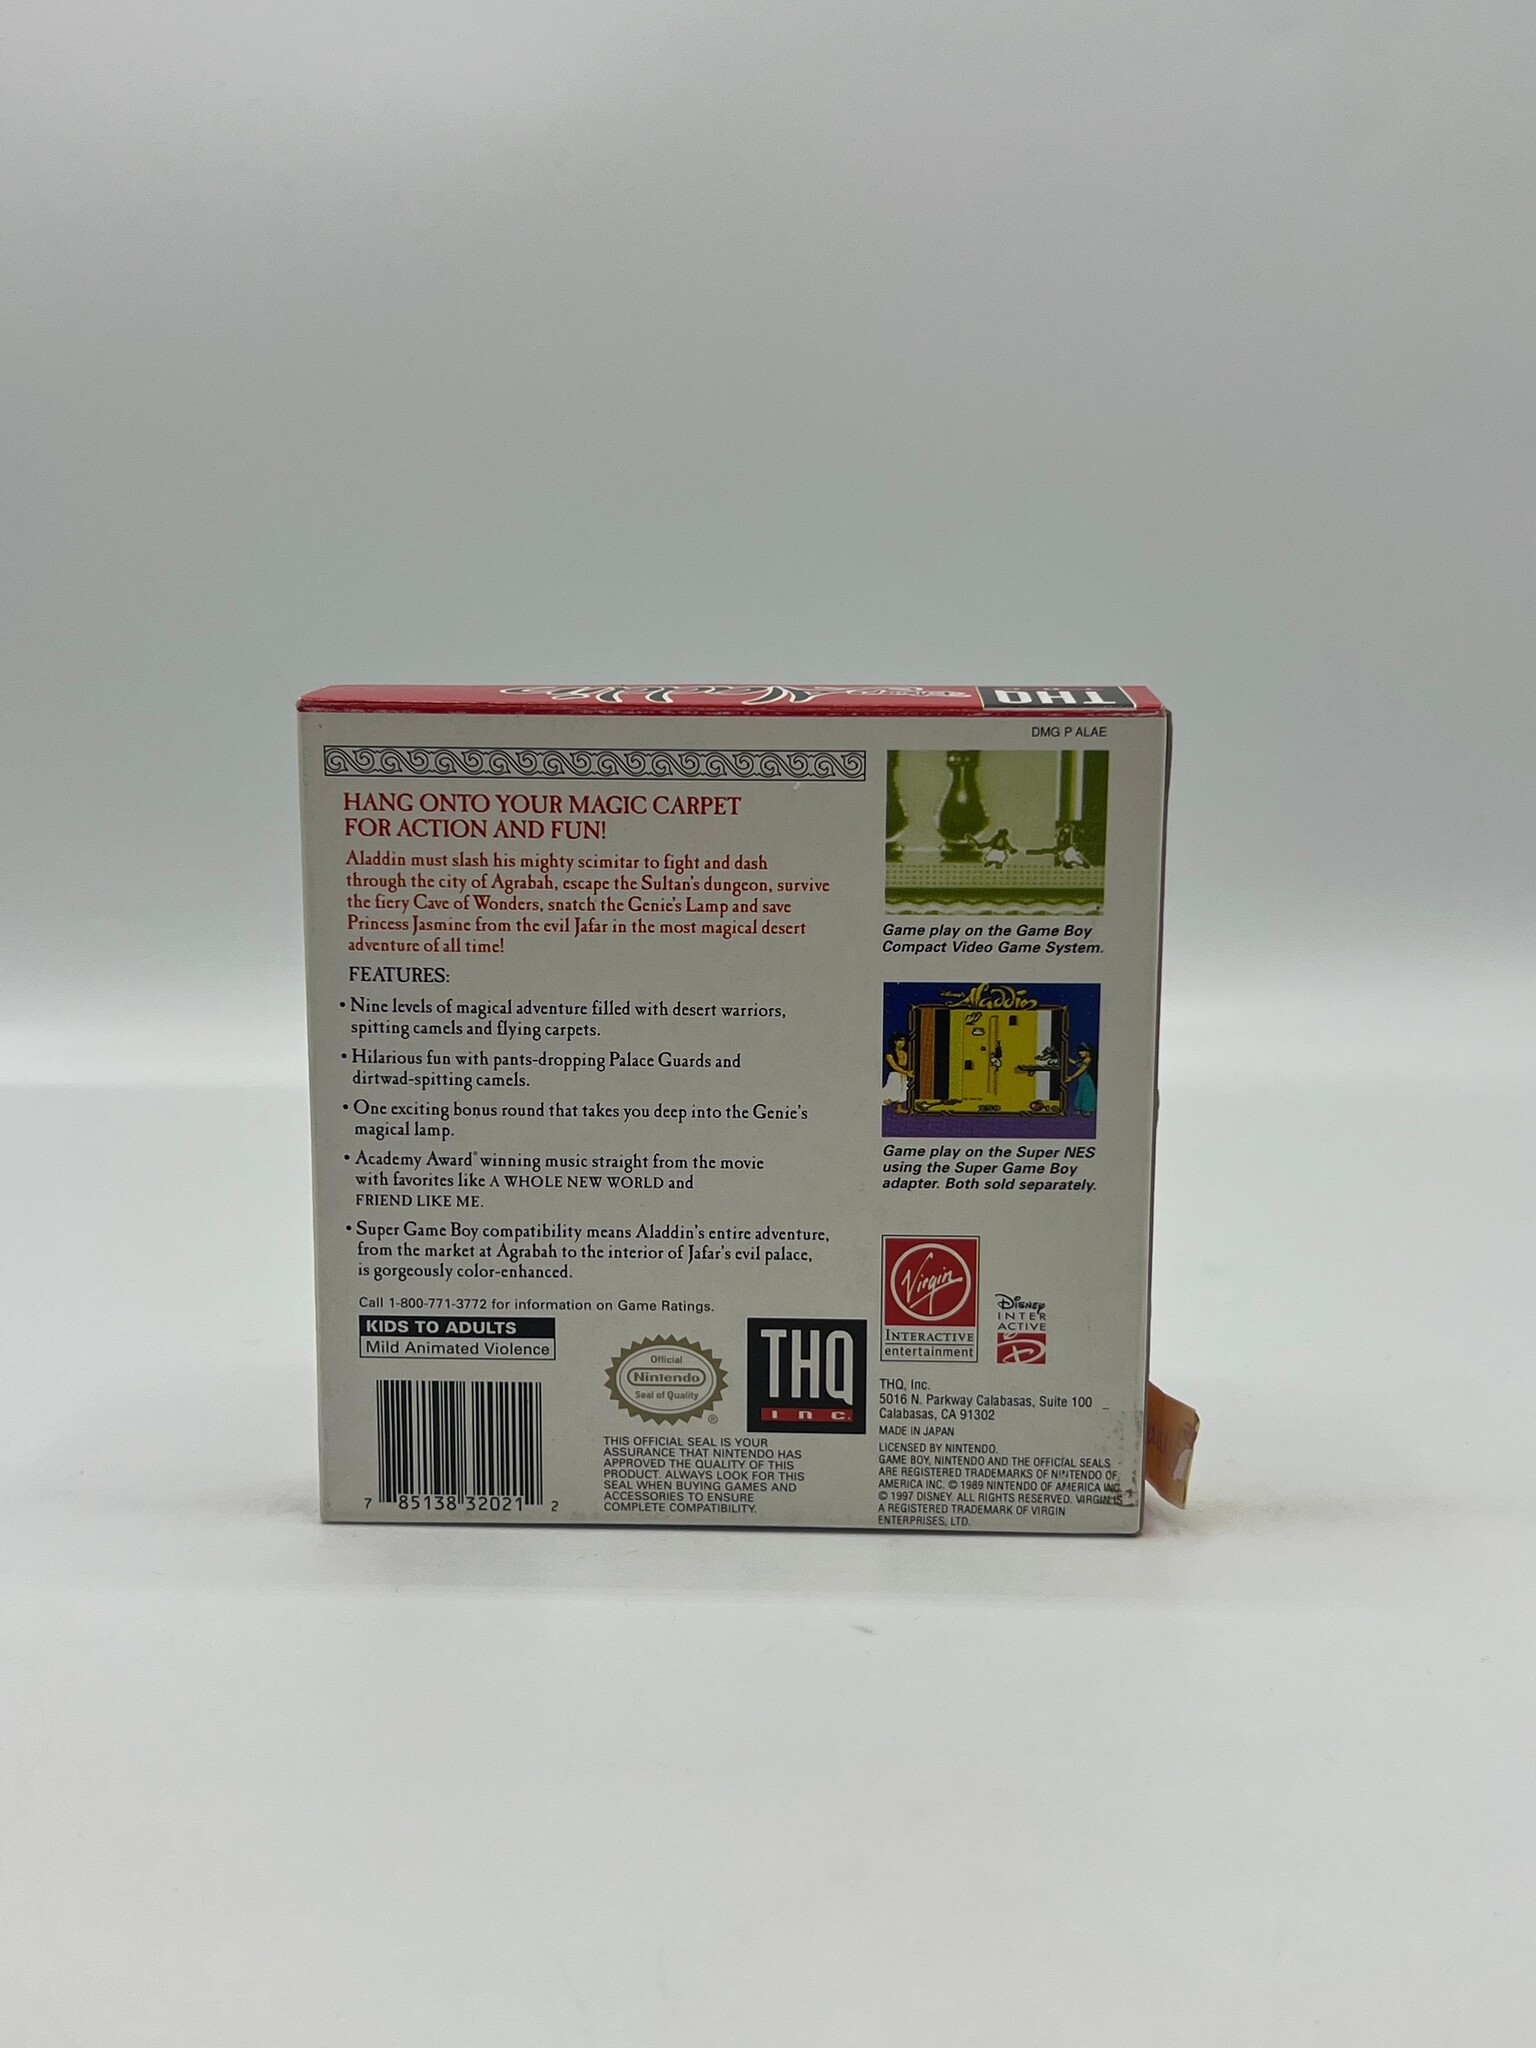 Disney's Aladdin
THQ
DMG P ALAE
HANG ONTO YOUR MAGIC CARPET
FOR ACTION AND FUN!
Aladdin must slash his mighty scimitar to fight and dash
through the city of Agrabah, escape the Sultan's dungeon, survive
the fiery Cave of Wonders, snatch the Genie's Lamp and save
Princess Jasmine from the evil Jafar in the most magical desert
adventure of all time!
FEATURES:
• Nine levels of magical adventure filled with desert warriors,
spitting camels and flying carpets.
• Hilarious fun with pants-dropping Palace Guards and
dirtwad-spitting camels.
• One exciting bonus round that takes you deep into the Genie's
magical lamp.
• Academy Award® winning music straight from the movie
with favorites like A WHOLE NEW WORLD and
FRIEND LIKE ME.
• Super Game Boy compatibility means Aladdin's entire adventure,
from the market at Agrabah to the interior of Jafar's evil palace,
is gorgeously color-enhanced.
Call 1-800-771-3772 for information on Game Ratings.
KIDS TO ADULTS
Mild Animated Violence
7 85138 32021 2
Official
Nintendo
Seal of Quality
®
THIS OFFICIAL SEAL IS YOUR
ASSURANCE THAT NINTENDO HAS
APPROVED THE QUALITY OF THIS
PRODUCT. ALWAYS LOOK FOR THIS
SEAL WHEN BUYING GAMES AND
ACCESSORIES TO ENSURE
COMPLETE COMPATIBILITY.
THQ
INC.
Game play on the Game Boy
Compact Video Game System.
Aladdin
Game play on the Super NES
using the Super Game Boy
adapter. Both sold separately.
Virgin
INTERACTIVE
entertainment
DISNEY
INTER
ACTIVE
D
THQ, Inc.
5016 N. Parkway Calabasas, Suite 100
Calabasas, CA 91302
MADE IN JAPAN
LICENSED BY NINTENDO.
GAME BOY, NINTENDO AND THE OFFICIAL SEALS
ARE REGISTERED TRADEMARKS OF NINTENDO OF
AMERICA INC. © 1989 NINTENDO OF AMERICA INC.
© 1997 DISNEY. ALL RIGHTS RESERVED. VIRGIN IS
A REGISTERED TRADEMARK OF VIRGIN
ENTERPRISES, LTD.